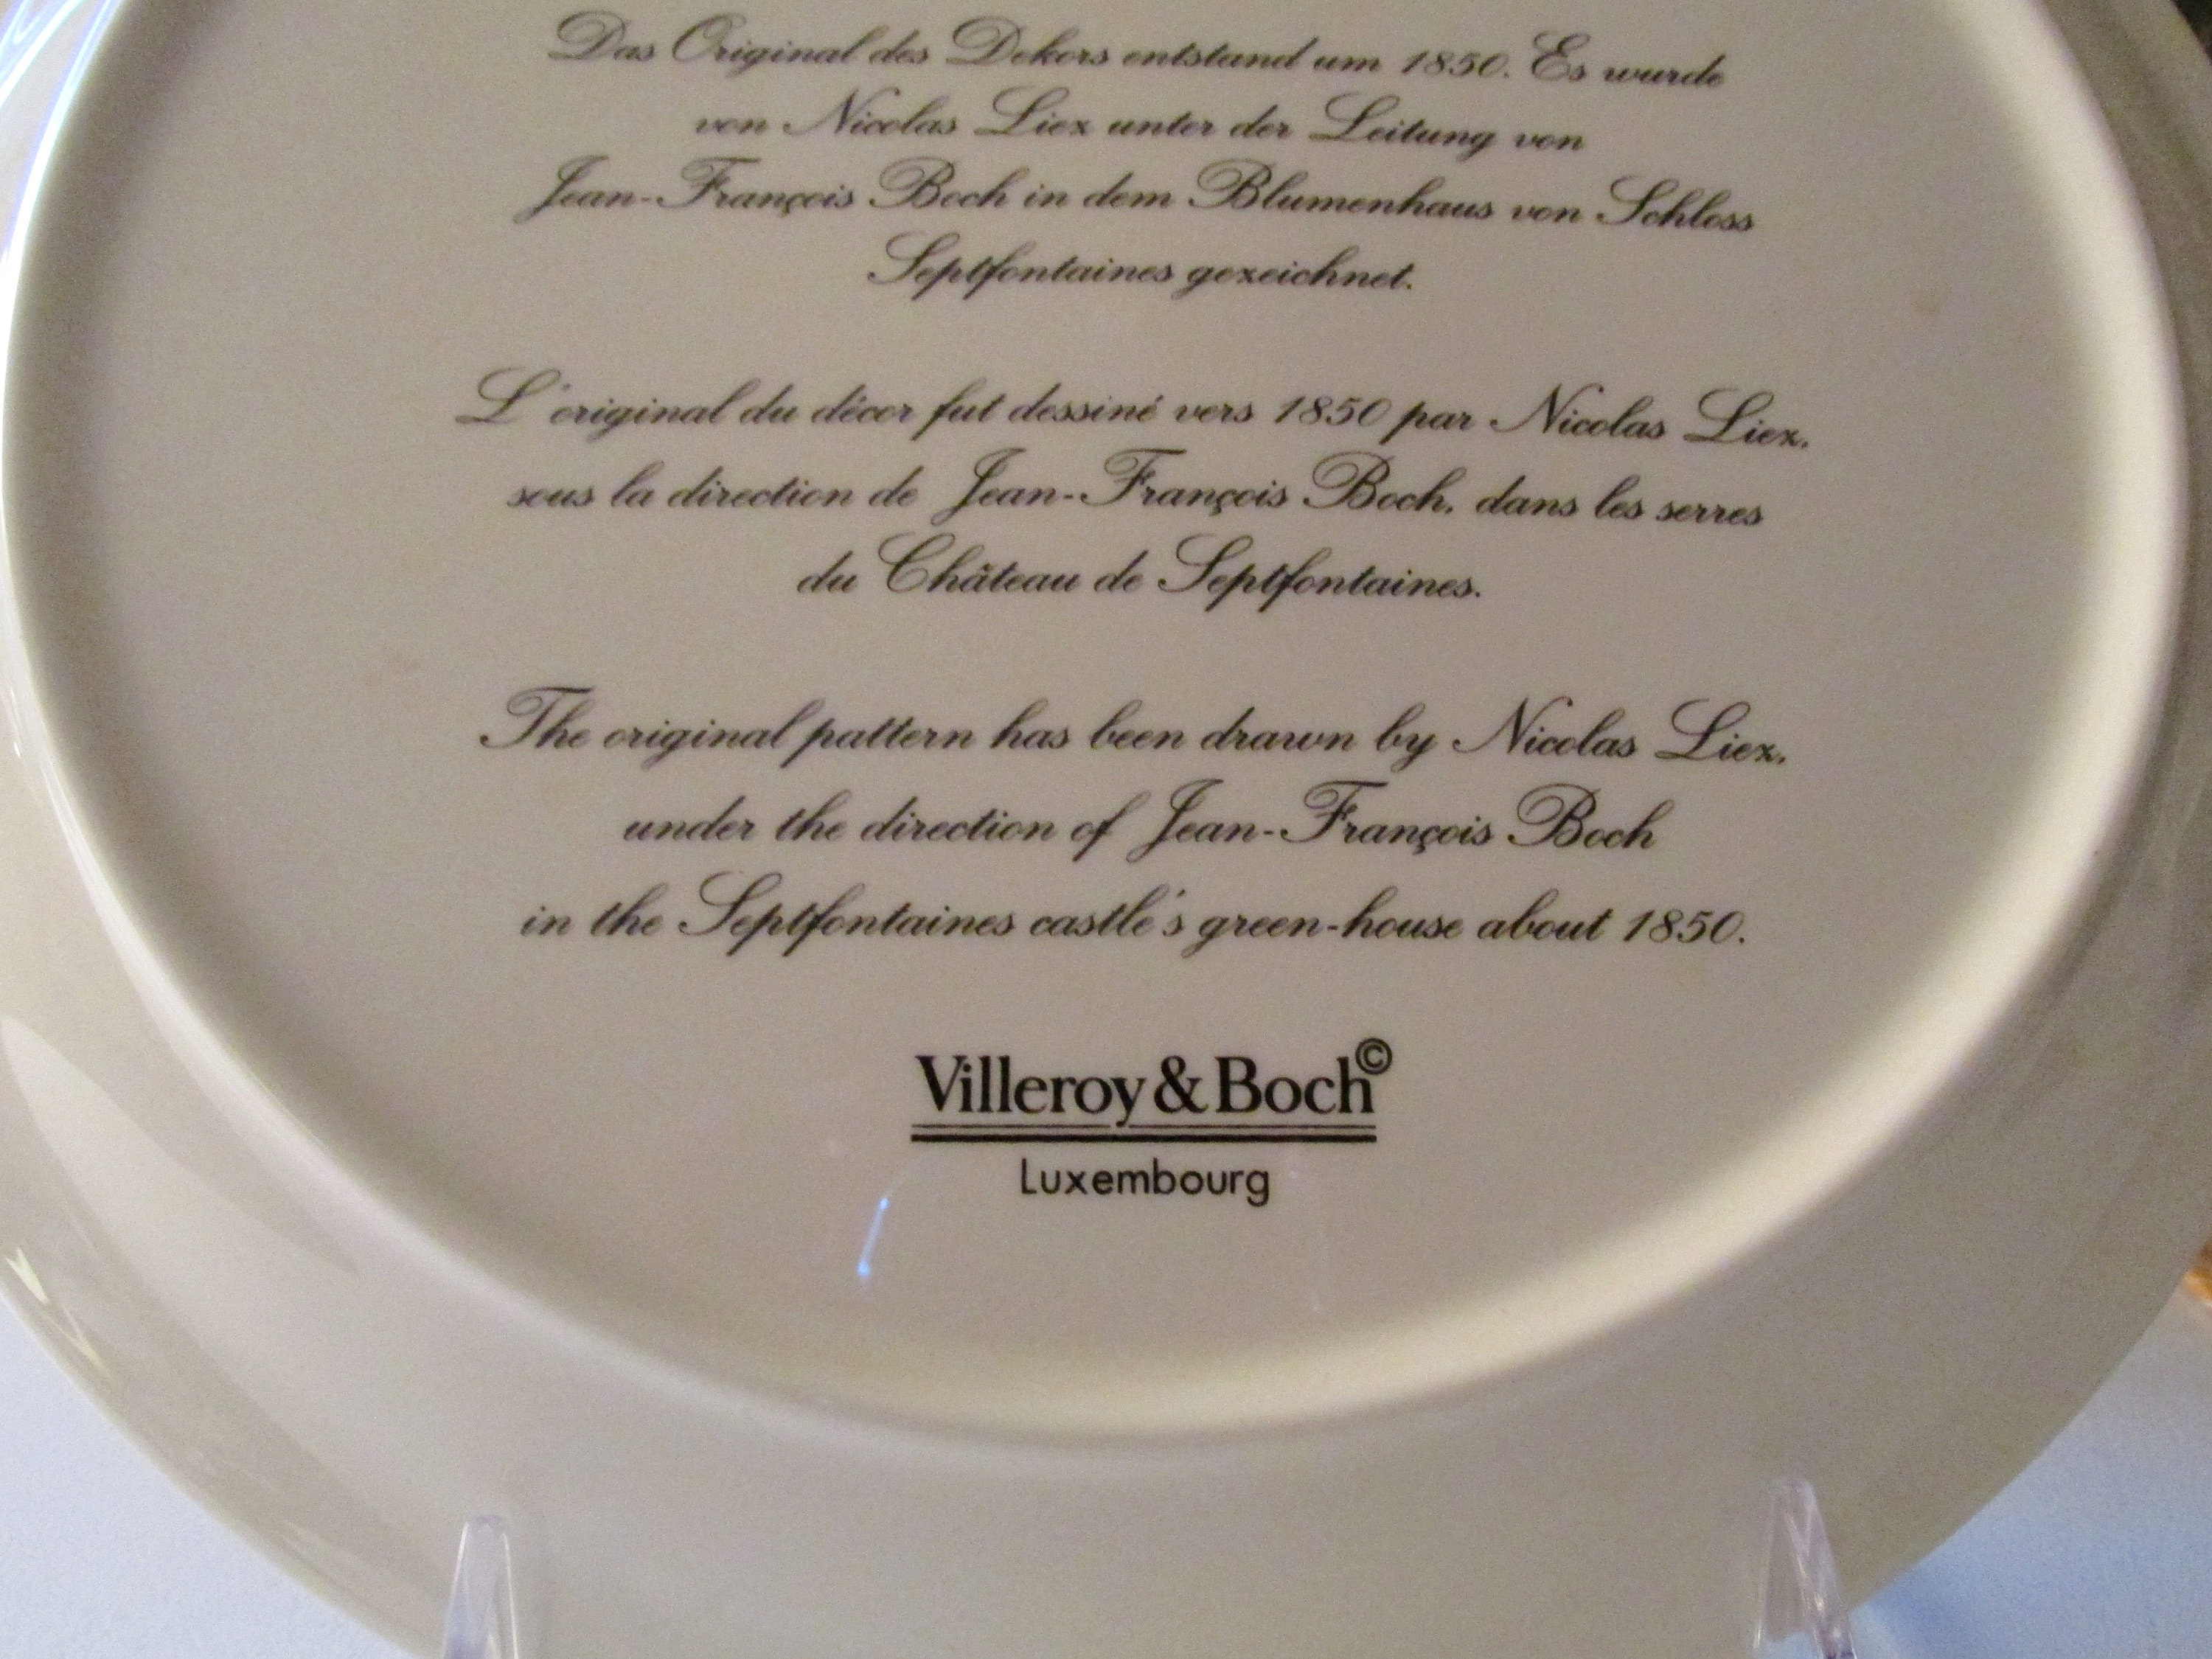 Das Original des Dekors entstand um 1850. Es wurde
von Nicolas Liez unter der Leitung von
Jean-François Boch in dem Blumenhaus von Schloss
Septfontaines gezeichnet.
L'original du décor fut dessiné vers 1850 par Nicolas Liez,
sous la direction de Jean-François Boch, dans les serres
du Château de Septfontaines.
The original pattern has been drawn by Nicolas Liez,
under the direction of Jean-François Boch
in the Septfontaines castle's green-house about 1850.
Villeroy & Boch©
Luxembourg